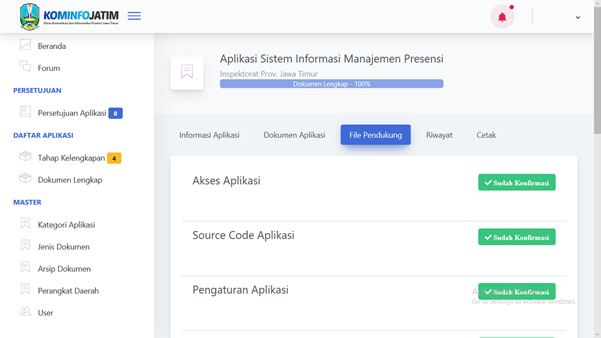 KOMINFOJATIM
Dinas Komunikasi dan Informatika Provinsi Jawa Timur
Beranda
Forum
PERSETUJUAN
Persetujuan Aplikasi 0
DAFTAR APLIKASI
Tahap Kelengkapan 4
Dokumen Lengkap
MASTER
Kategori Aplikasi
Jenis Dokumen
Arsip Dokumen
Perangkat Daerah
User
Aplikasi Sistem Informasi Manajemen Presensi
Inspektorat Prov. Jawa Timur
Dokumen Lengkap - 100%
Informasi Aplikasi
Dokumen Aplikasi
File Pendukung
Riwayat
Cetak
Akses Aplikasi
Sudah Konfirmasi
Source Code Aplikasi
Sudah Konfirmasi
Pengaturan Aplikasi
Sudah Konfirmasi
Go to Settings to activate Windows.